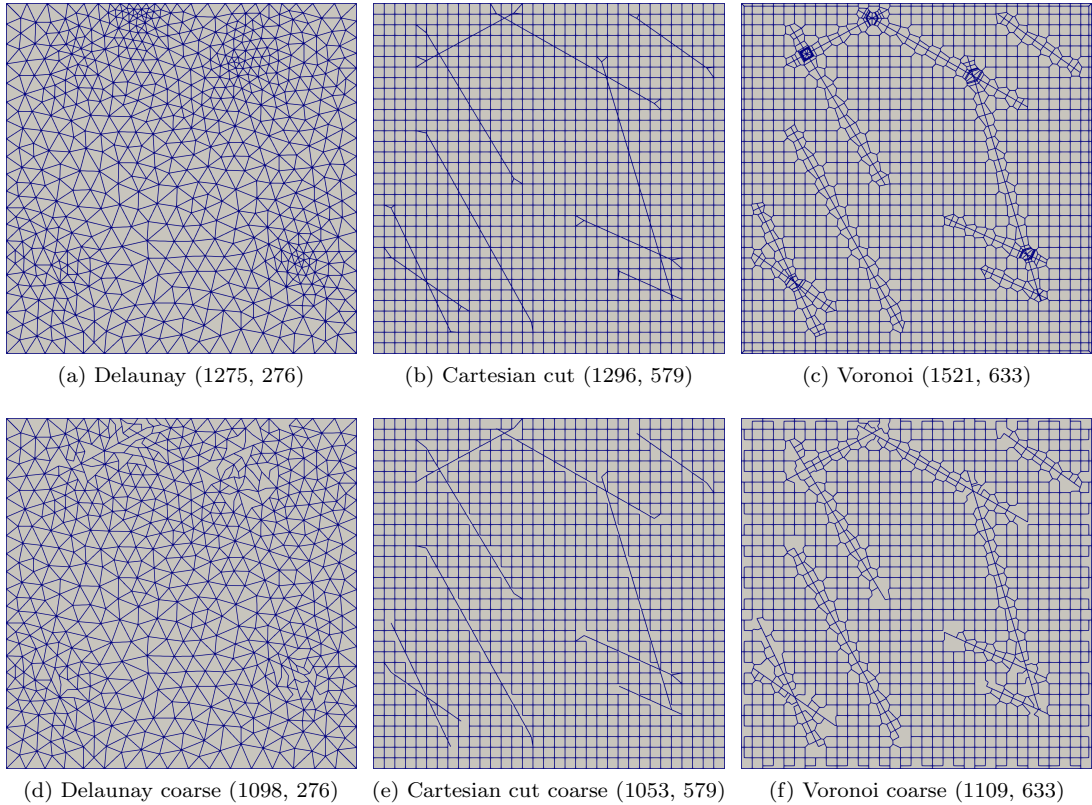 (a) Delaunay (1275, 276)
(b) Cartesian cut (1296, 579)
(c) Voronoi (1521, 633)
(d) Delaunay coarse (1098, 276)
(e) Cartesian cut coarse (1053, 579)
(f) Voronoi coarse (1109, 633)